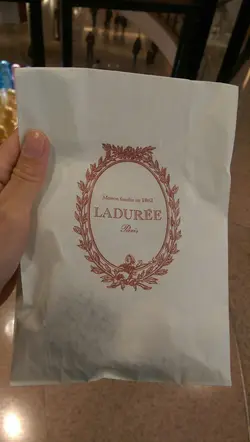 Maison fondée en 1862
LADURÉE
Paris